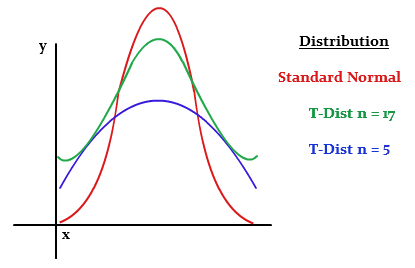 y
Distribution
Standard Normal
T-Dist n = 17
T-Dist n = 5
x